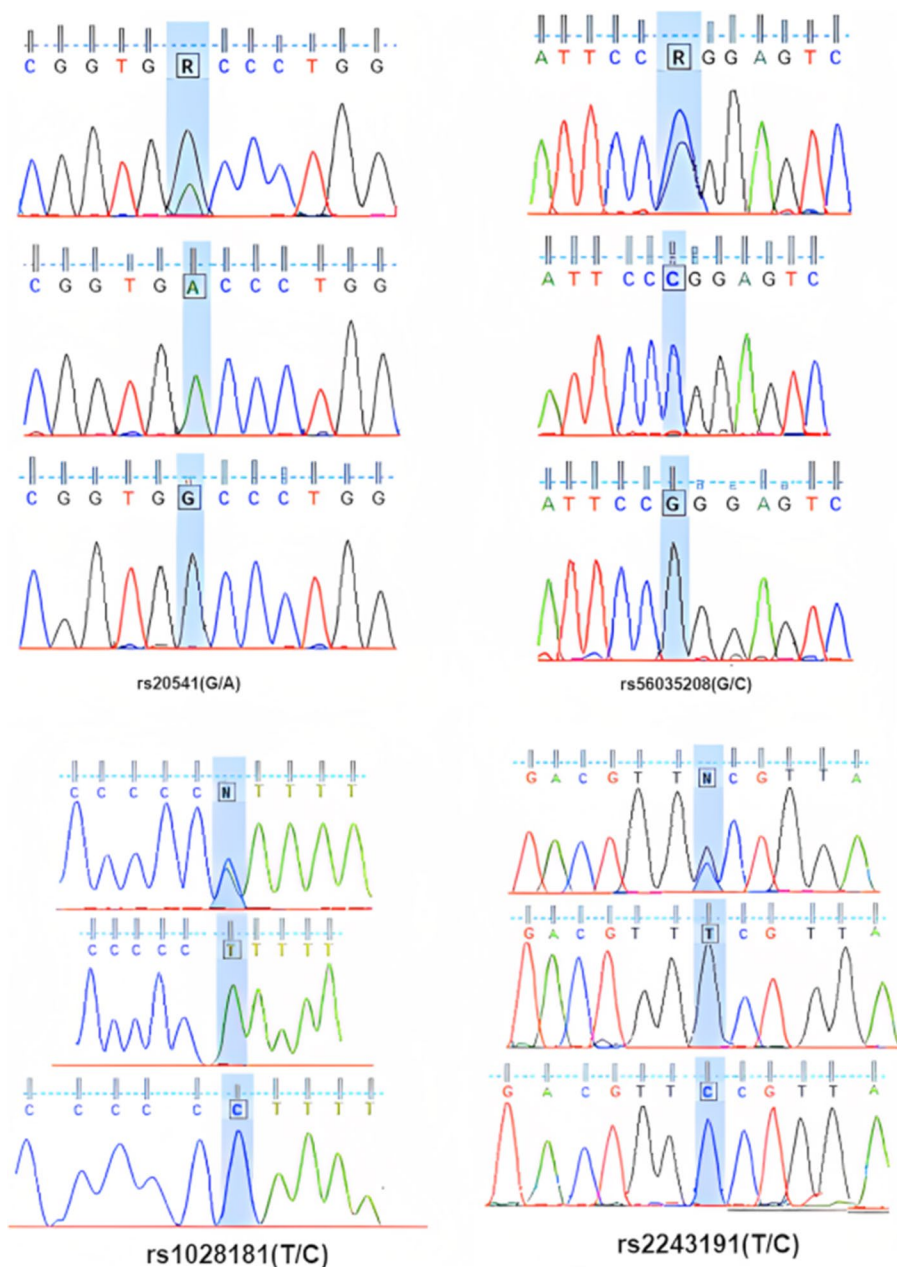 C G G T G R C C C T G G
A T T C C R G G A G T C
C G G T G A C C C T G G
A T T C C C G G A G T C
C G G T G G C C C T G G
A T T C C G G G A G T C
rs20541(G/A)
rs56035208(G/C)
C C C C C N T T T T
G A C G T T N C G T T A
C C C C C T T T T T
G A C G T T T C G T T A
C C C C C C T T T T
G A C G T T C C G T T A
rs1028181(T/C)
rs2243191(T/C)